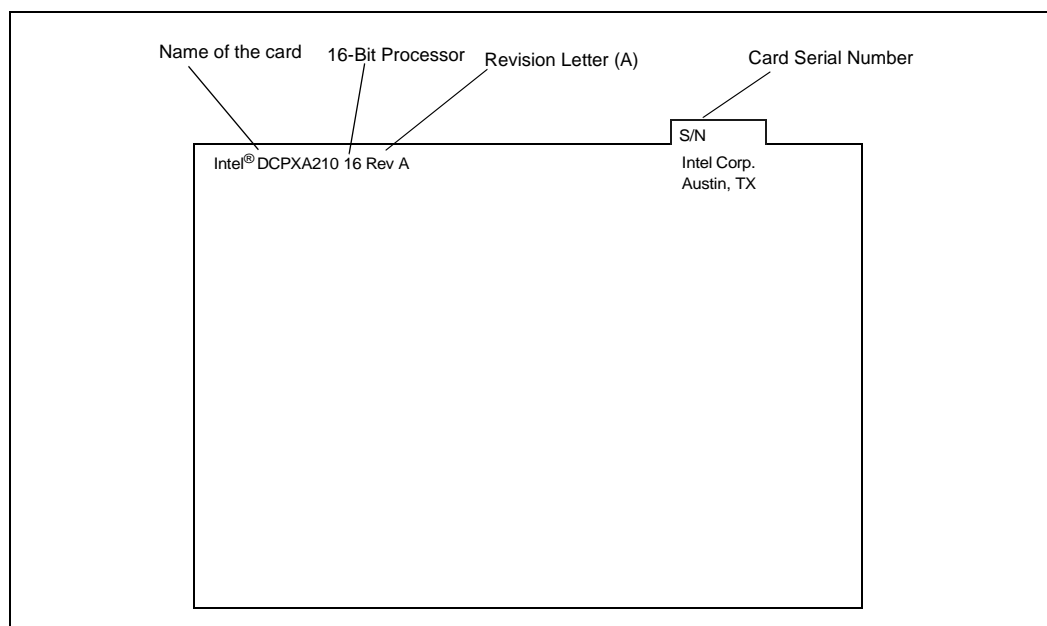 Name of the card
16-Bit Processor
Revision Letter (A)
Card Serial Number
S/N
Intel® DCPXA210 16 Rev A
Intel Corp.
Austin, TX